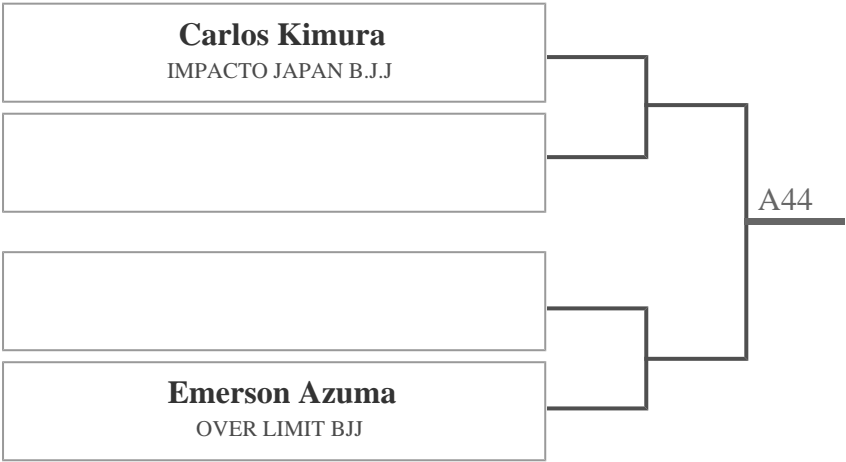 Carlos Kimura
IMPACTO JAPAN B.J.J
A44
Emerson Azuma
OVER LIMIT BJJ